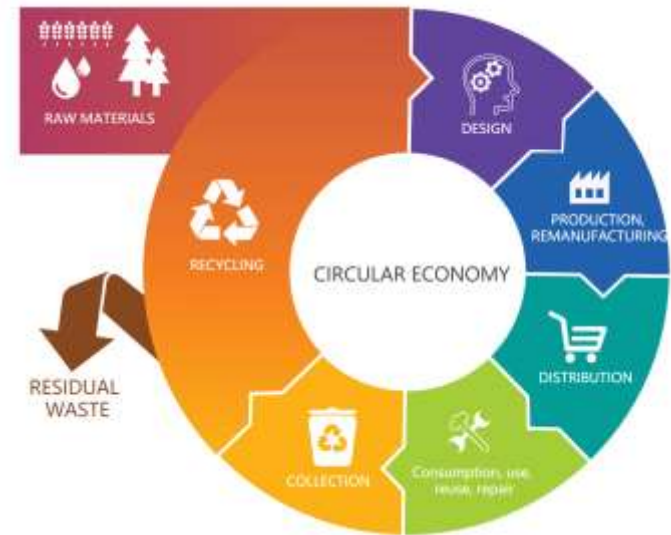 RAW MATERIALS
DESIGN
PRODUCTION,
REMANUFACTURING
RECYCLING
CIRCULAR ECONOMY
DISTRIBUTION
RESIDUAL
WASTE
COLLECTION
Consumption, use,
reuse, repair